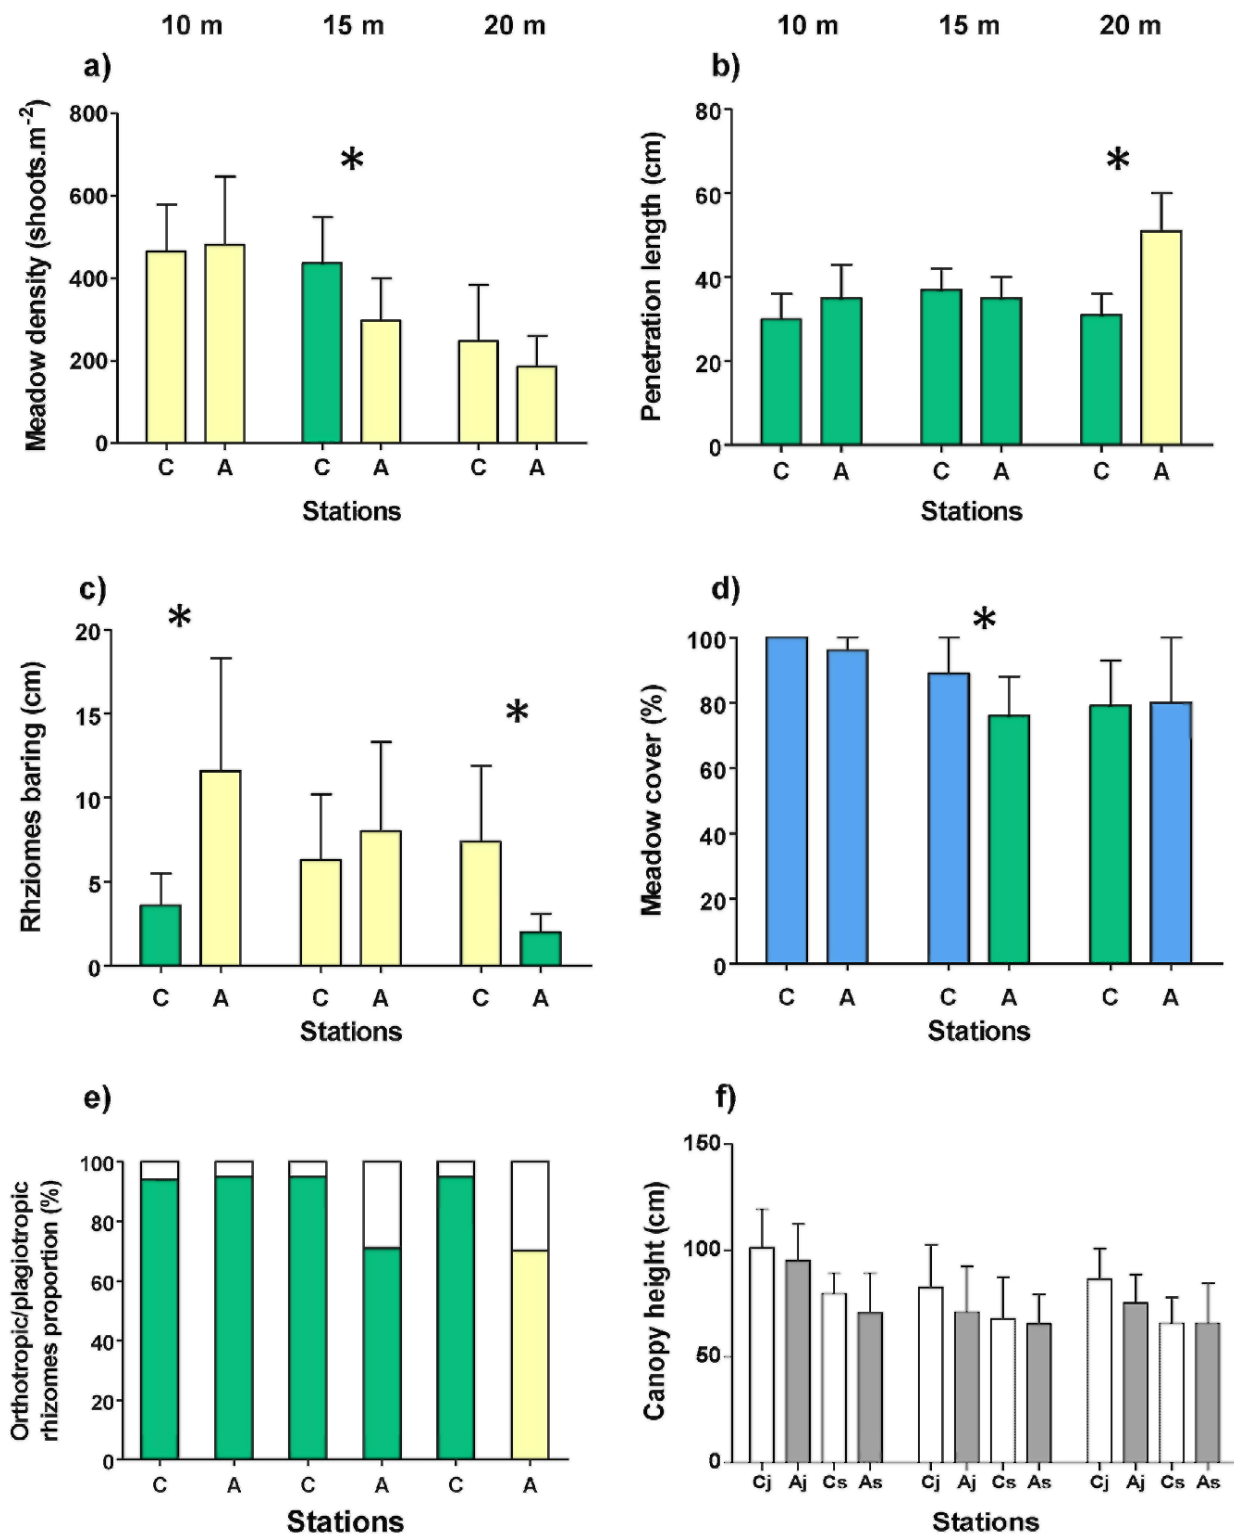 10 m 15 m 20 m 10 m 15 m 20 m
a)
Meadow density (shoots.m⁻²)
800
600
400
200
0
*
C A C A C A
Stations
b)
Penetration length (cm)
80
60
40
20
0
*
C A C A C A
Stations
c)
Rhziomes baring (cm)
20
15
10
5
0
*
*
C A C A C A
Stations
d)
Meadow cover (%)
100
80
60
40
20
0
*
C A C A C A
Stations
e)
Orthotropic/plagiotropic
rhizomes proportion (%)
100
80
60
40
20
0
C A C A C A
Stations
f)
Canopy height (cm)
150
100
50
0
Cj Aj Cs As Cj Aj Cs As Cj Aj Cs As
Stations